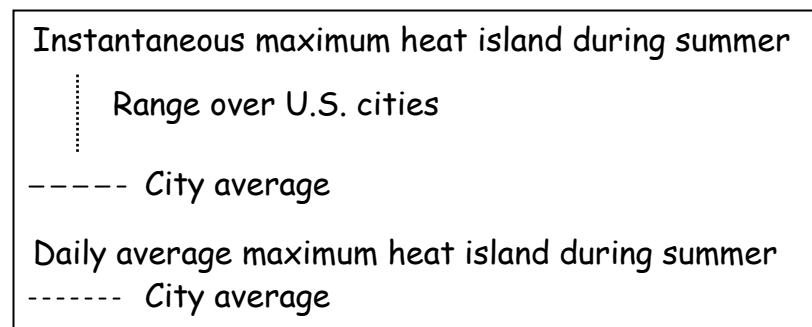 Instantaneous maximum heat island during summer
Range over U.S. cities
City average
Daily average maximum heat island during summer
City average